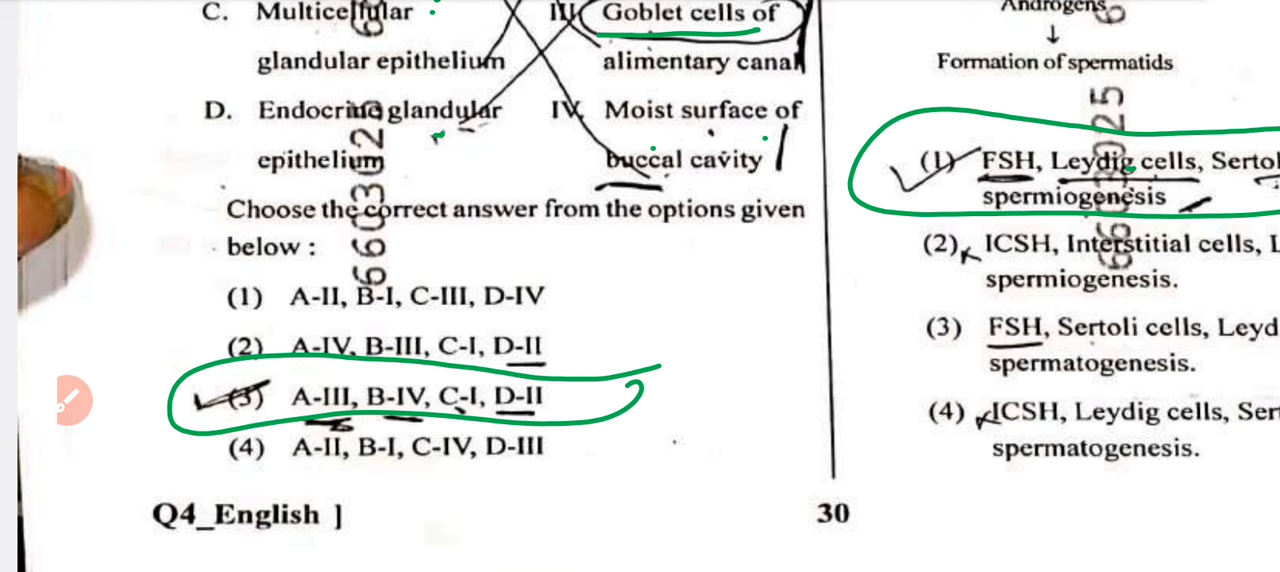 C. Multicellular III. Goblet cells of
glandular epithelium alimentary canal
D. Endocrine glandular IV. Moist surface of
epithelium buccal cavity
Choose the correct answer from the options given
below :
(1) A-II, B-I, C-III, D-IV
(2) A-IV, B-III, C-I, D-II
(3) A-III, B-IV, C-I, D-II
(4) A-II, B-I, C-IV, D-III
Q4_English ]
30
Androgens
↓
Formation of spermatids
(1) FSH, Leydig cells, Sertol
spermiogenesis
(2) ICSH, Interstitial cells, L
spermiogenesis.
(3) FSH, Sertoli cells, Leyd
spermatogenesis.
(4) ICSH, Leydig cells, Ser
spermatogenesis.